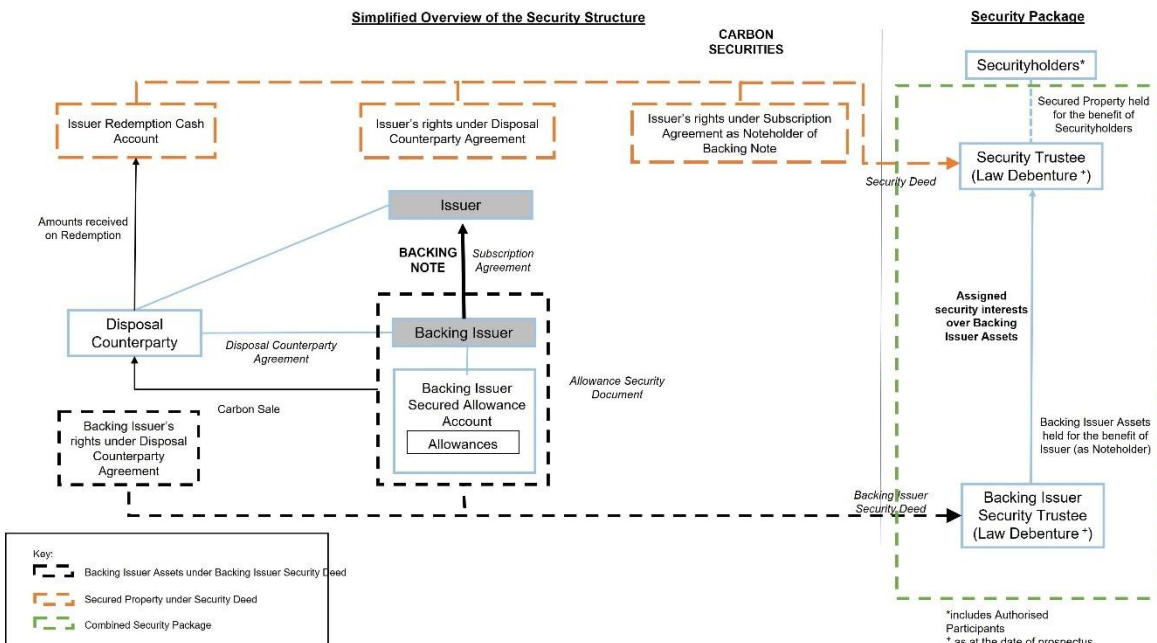 Simplified Overview of the Security Structure
Security Package
CARBON
SECURITIES
Securityholders*
Issuer Redemption Cash
Account
Issuer's rights under Disposal
Counterparty Agreement
Issuer's rights under Subscription
Agreement as Noteholder of
Backing Note
Secured Property held
for the benefit of
Securityholders
Security Trustee
(Law Debenture +)
Security Deed
Issuer
Amounts received
on Redemption
BACKING
NOTE
Subscription
Agreement
Disposal
Counterparty
Backing Issuer
Disposal Counterparty
Agreement
Assigned
security interests
over Backing
Issuer Assets
Backing Issuer
Secured Allowance
Account
Allowances
Allowance Security
Document
Carbon Sale
Backing Issuer's
rights under Disposal
Counterparty
Agreement
Backing Issuer Assets
held for the benefit of
Issuer (as Noteholder)
Backing Issuer
Security Deed
Backing Issuer
Security Trustee
(Law Debenture +)
Key:
Backing Issuer Assets under Backing Issuer Security Deed
Secured Property under Security Deed
Combined Security Package
*includes Authorised
Participants
+ as at the date of prospectus